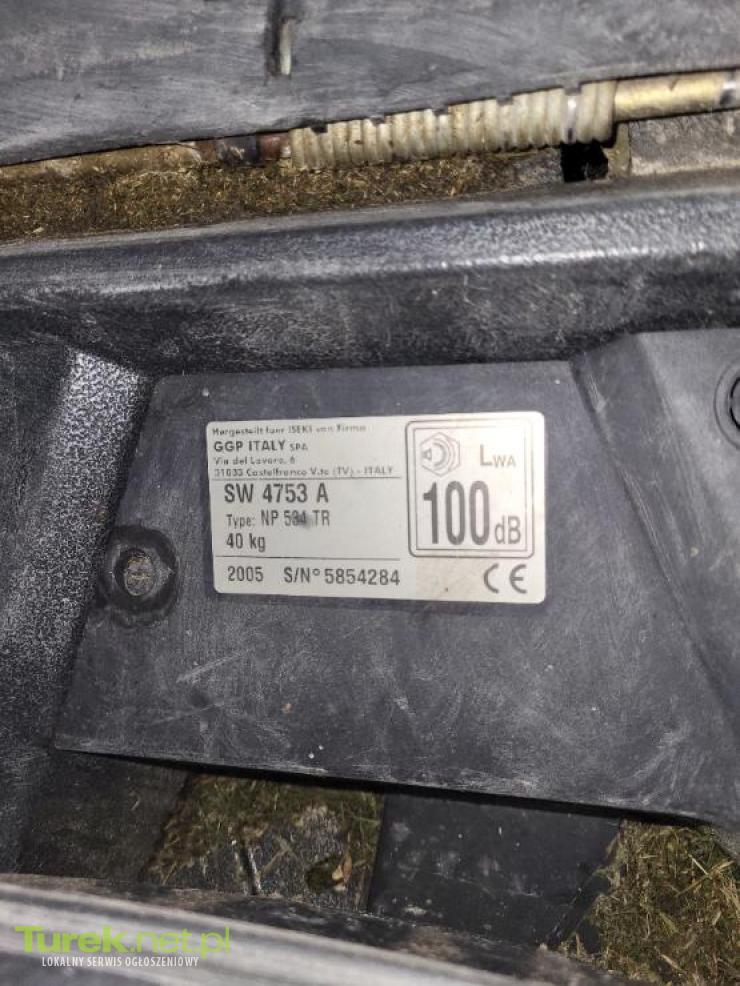 Hergestellt fuer ISEKI von Firma
GGP ITALY SPA
Via del Lavoro, 6
31033 Castelfranco V.to (TV) - ITALY
SW 4753 A
Type: NP 534 TR
40 kg
2005 S/N° 5854284
LWA
100 dB
CE
Turek.net.pl
LOKALNY SERWIS OGŁOSZENIOWY